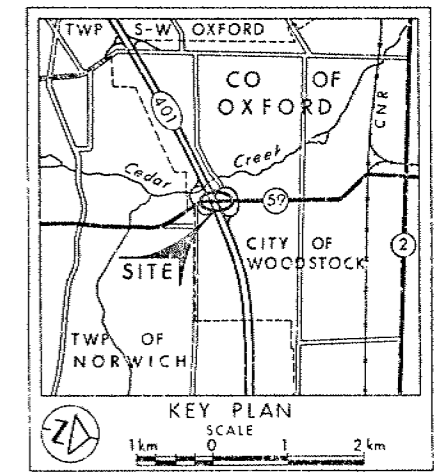 TWP S-W OXFORD
CO OF
OXFORD
401
CNR
Cedar Creek
59
CITY OF
WOODSTOCK
2
SITE
TWP OF
NORWICH
KEY PLAN
SCALE
1km 0 1 2 km
N